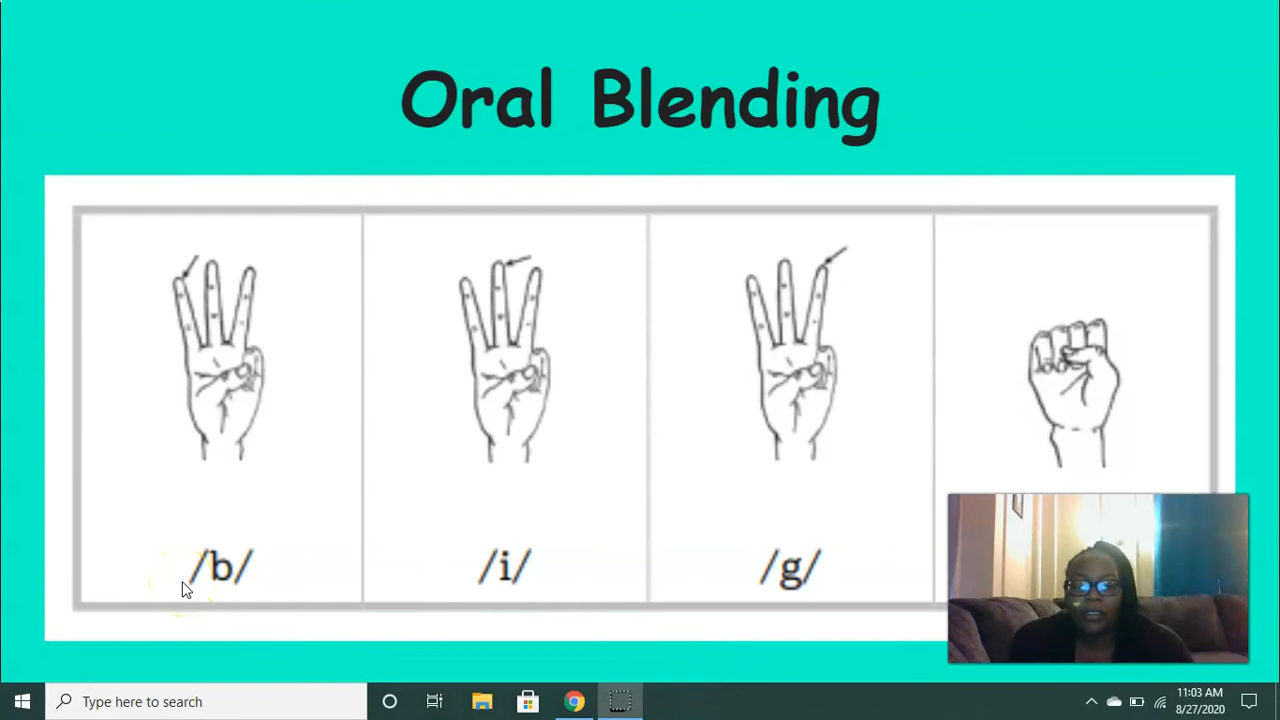 Oral Blending
/b/ /i/ /g/
Type here to search
11:03 AM
8/27/2020